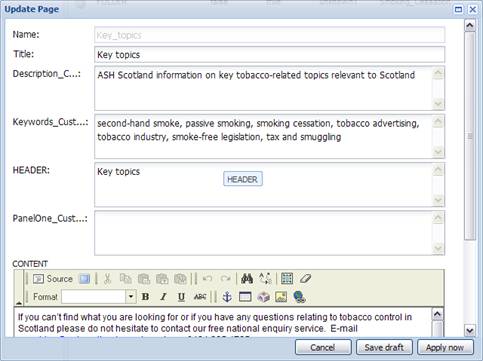 Update Page
Name: Key_topics
Title: Key topics
Description_C...: ASH Scotland information on key tobacco-related topics relevant to Scotland
Keywords_Cust...: second-hand smoke, passive smoking, smoking cessation, tobacco advertising,
tobacco industry, smoke-free legislation, tax and smuggling
HEADER: Key topics
HEADER
PanelOne_Cust...:
CONTENT
Source
Format B I U ABC
If you can't find what you are looking for or if you have any questions relating to tobacco control in
Scotland please do not hesitate to contact our free national enquiry service. E-mail
Cancel Save draft Apply now